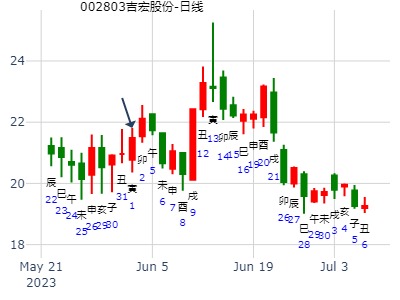 002803吉宏股份-日线
24
22
20
18
辰 巳 午 未 申 亥 子 丑 寅 卯 午 未 申 酉 戌 丑 寅 卯 辰 巳 申 酉 戌 卯 辰 巳 午 未 戌 亥 子 丑
22 23 24 25 26 29 30 31 1 2 5 6 7 8 9 12 13 14 15 16 19 20 21 26 27 28 29 30 3 4 5 6
May 21 Jun 5 Jun 19 Jul 3
2023